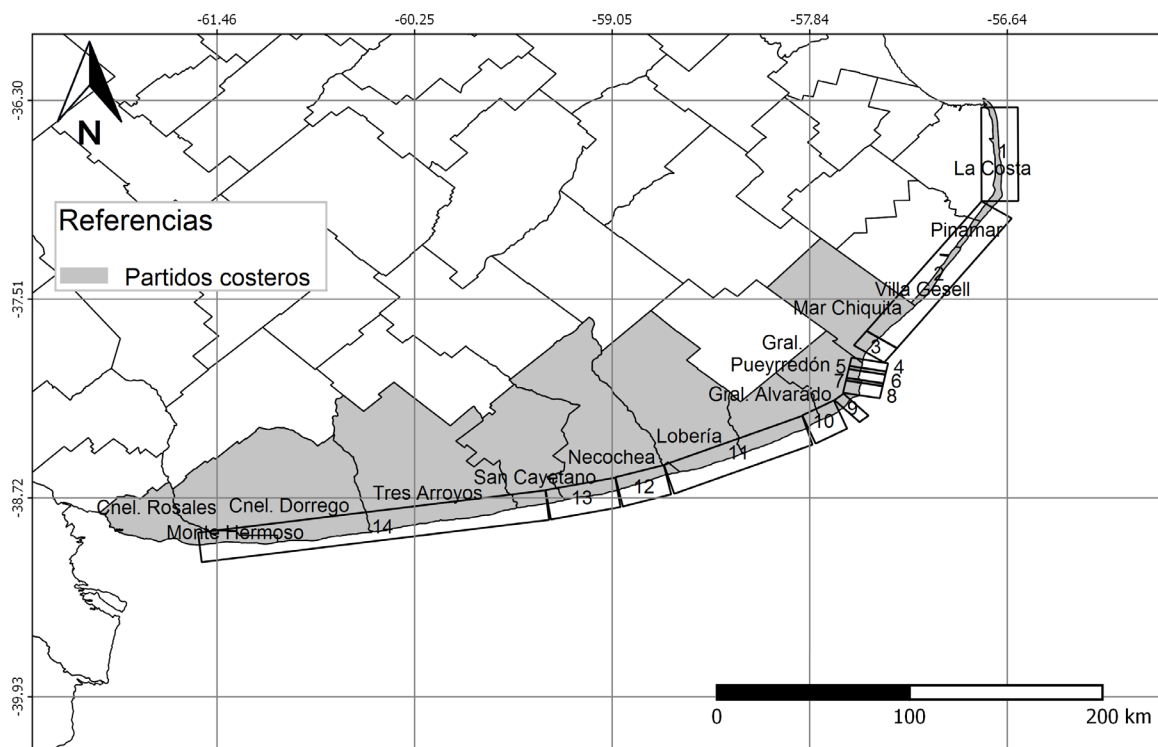 -61.46
-60.25
-59.05
-57.84
-56.64
-36.30
N
1
La Costa
Referencias
Pinamar
Partidos costeros
2
-37.51
Villa Gesell
Mar Chiquita
3
Gral.
Pueyrredón
5
4
7
6
Gral. Alvarado
8
9
10
Lobería
11
Necochea
San Cayetano
12
13
-38.72
Tres Arroyos
Cnel. Dorrego
Cnel. Rosales
14
Monte Hermoso
-39.93
0
100
200 km